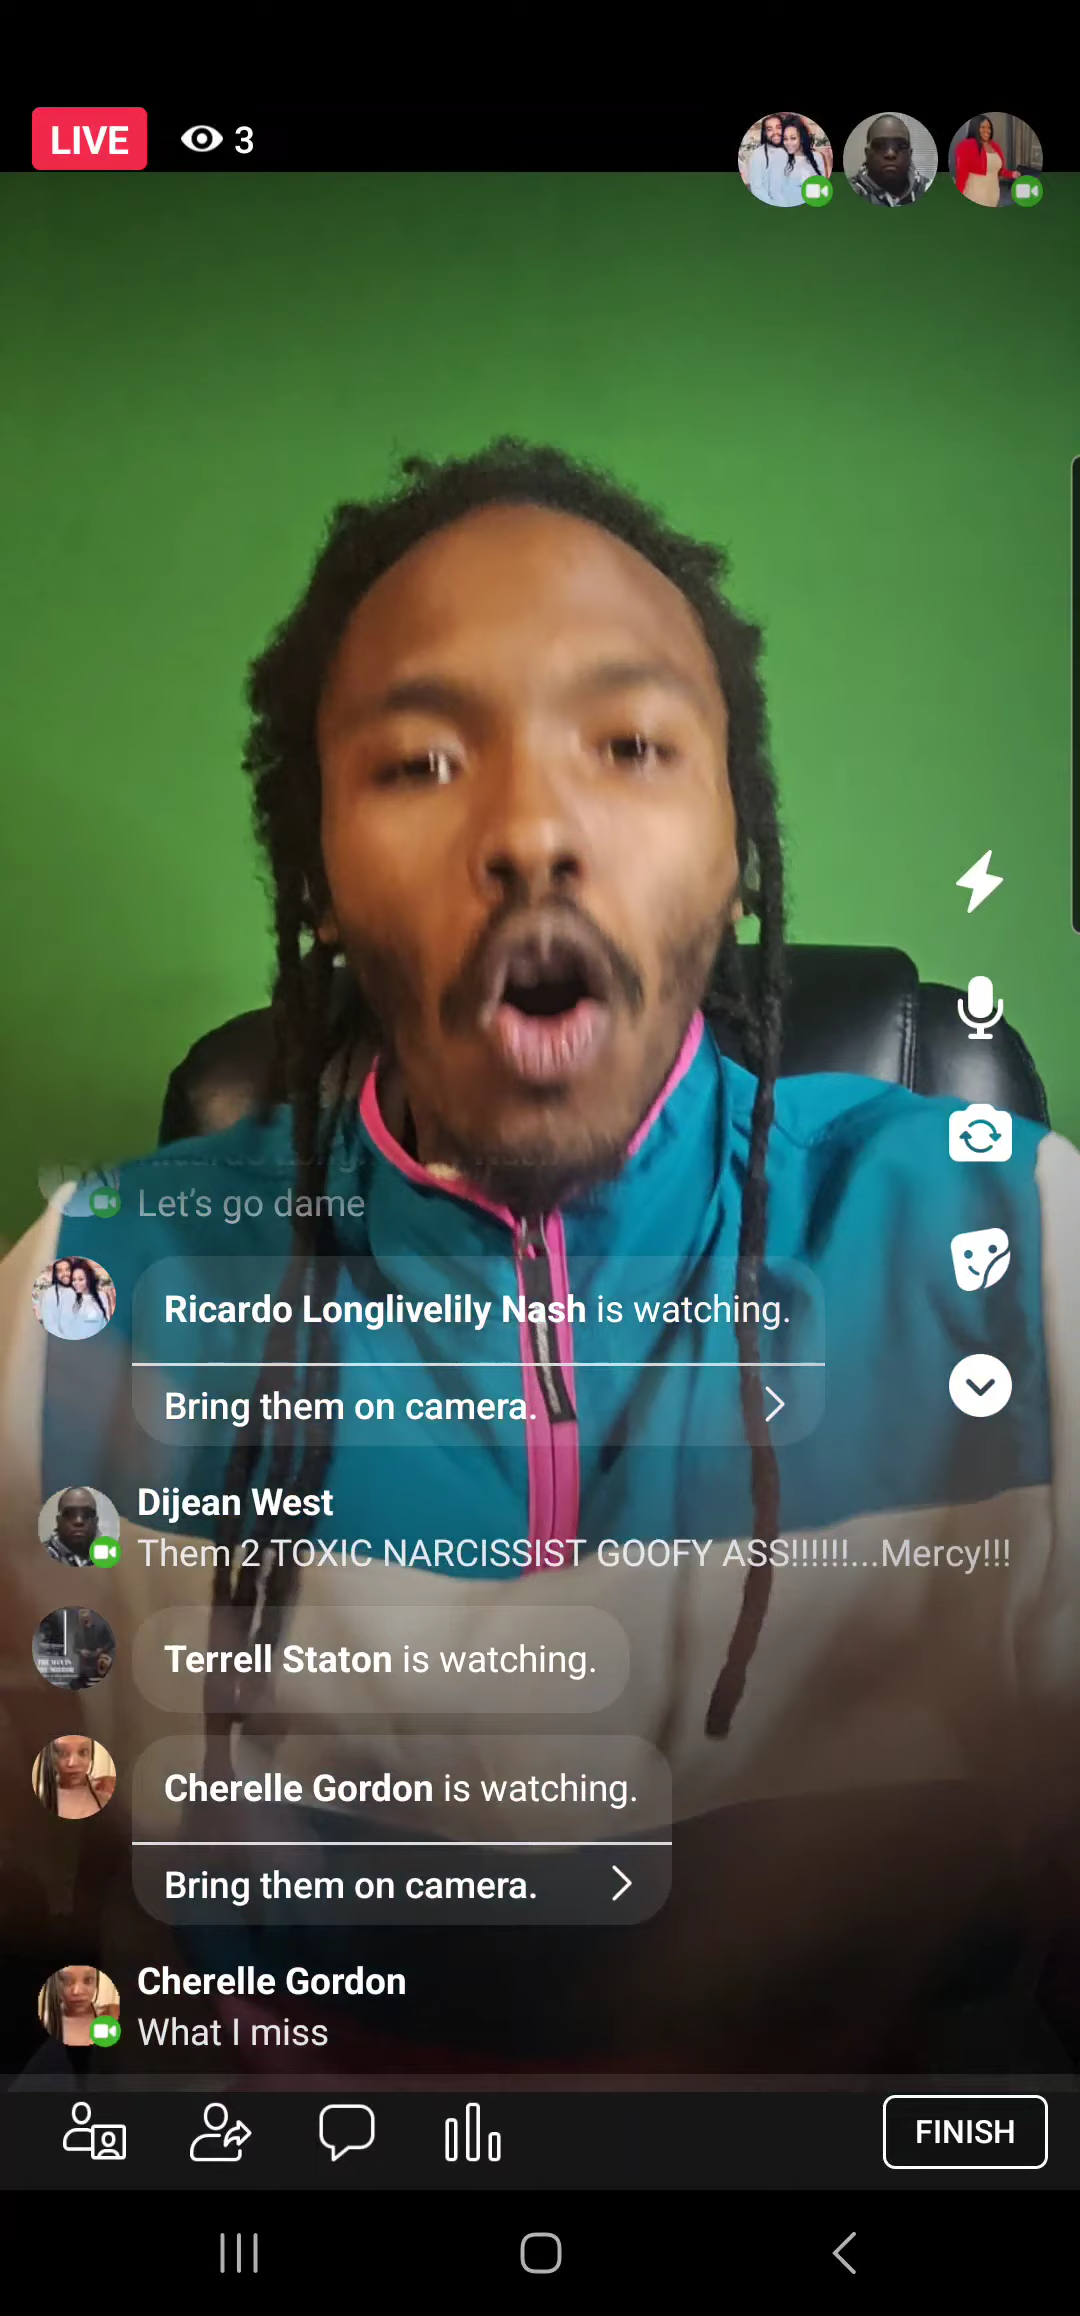 LIVE 3
Let's go dame
Ricardo Longlivelily Nash is watching.
Bring them on camera.
Dijean West
Them 2 TOXIC NARCISSIST GOOFY ASS!!!!!!...Mercy!!!
Terrell Staton is watching.
Cherelle Gordon is watching.
Bring them on camera.
Cherelle Gordon
What I miss
FINISH